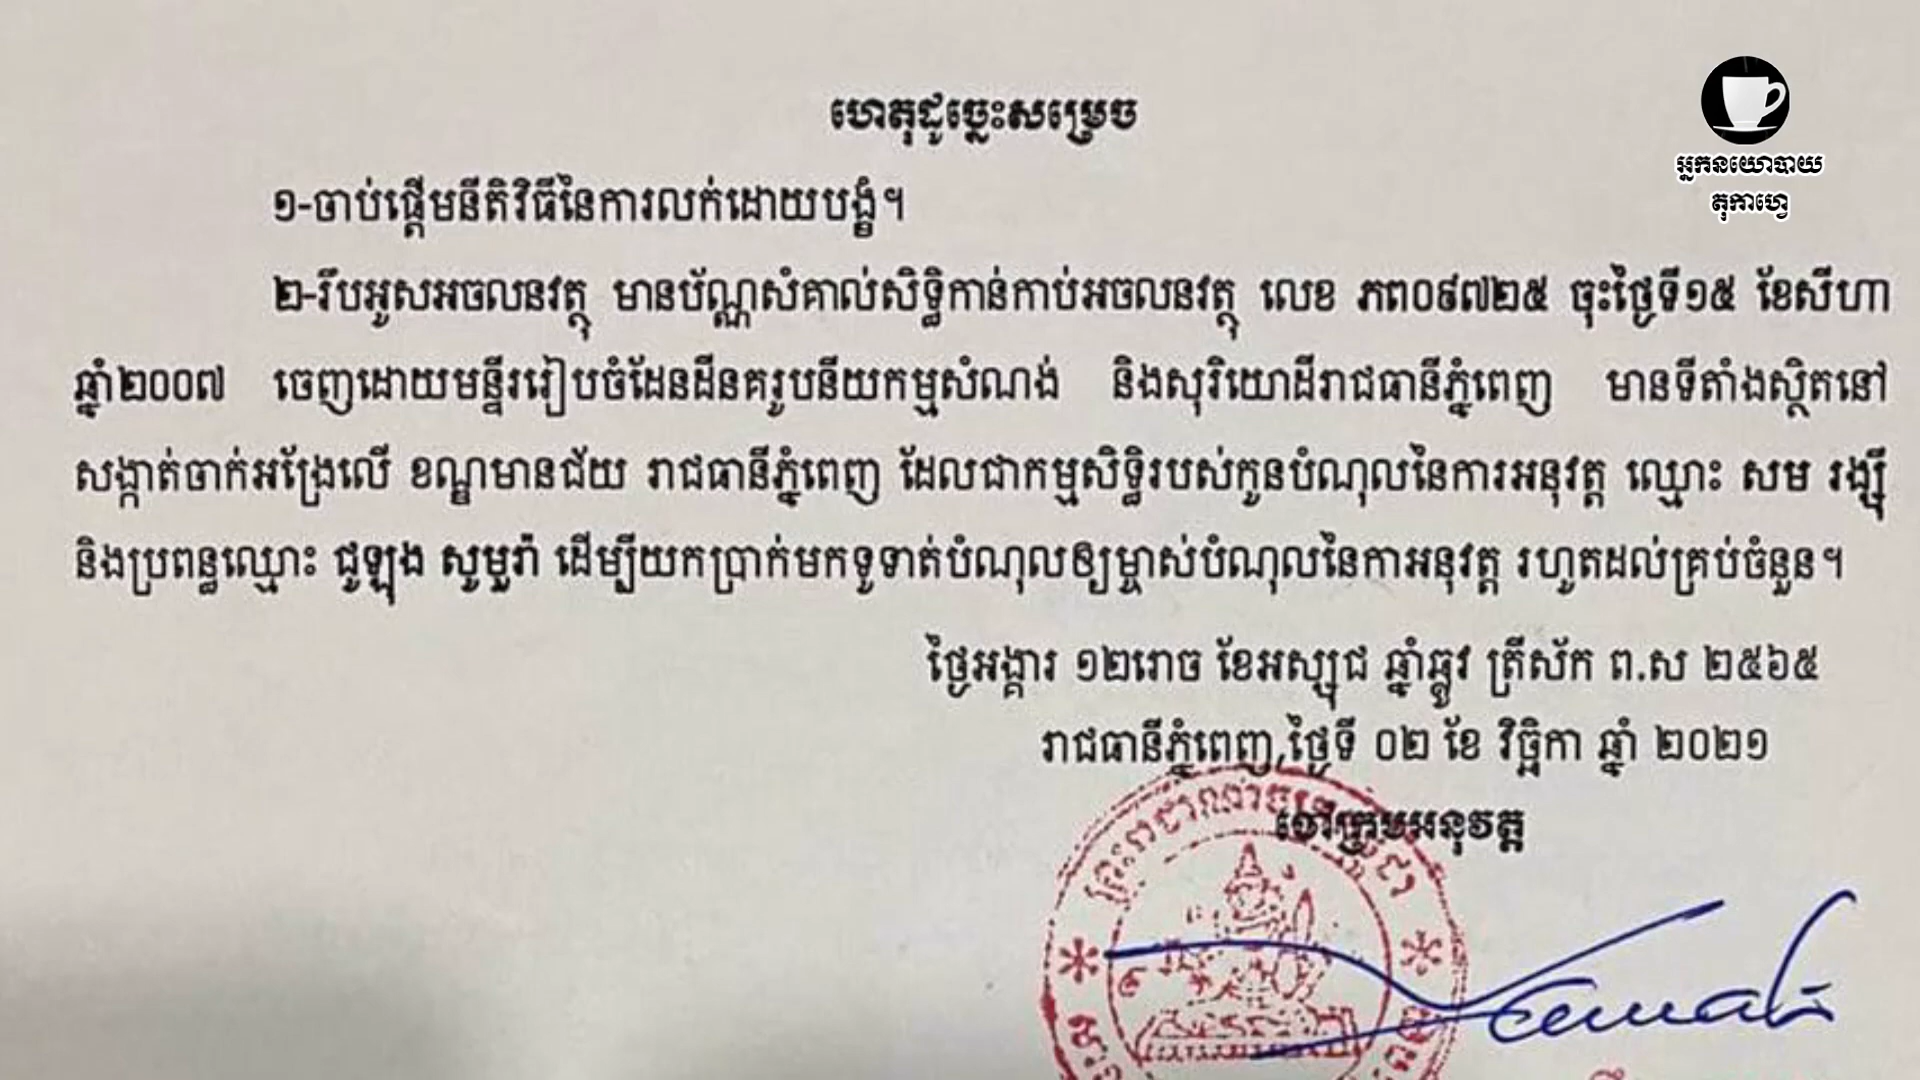 ហេតុដូច្នេះសម្រេច
អ្នកនយោបាយ
តុកាហ្វេ
១-ចាប់ផ្ដើមនីតិវិធីនៃការលក់ដោយបង្ខំ។
២-រឹបអូសអចលនវត្ថុ មានប័ណ្ណសំគាល់សិទ្ធិកាន់កាប់អចលនវត្ថុ លេខ ភព០៩៧២៥ ចុះថ្ងៃទី១៥ ខែសីហា
ឆ្នាំ២០០៧ ចេញដោយមន្ទីររៀបចំដែនដីនគរូបនីយកម្មសំណង់ និងសុរិយោដីរាជធានីភ្នំពេញ មានទីតាំងស្ថិតនៅ
សង្កាត់ចាក់អង្រែលើ ខណ្ឌមានជ័យ រាជធានីភ្នំពេញ ដែលជាកម្មសិទ្ធិរបស់កូនបំណុលនៃការអនុវត្ត ឈ្មោះ សម រង្ស៊ី
និងប្រពន្ធឈ្មោះ ជូឡុង សូមួរ៉ា ដើម្បីយកប្រាក់មកទូទាត់បំណុលឲ្យម្ចាស់បំណុលនៃកាអនុវត្ត រហូតដល់គ្រប់ចំនួន។
ថ្ងៃអង្គារ ១២រោច ខែអស្សុជ ឆ្នាំឆ្លូវ ត្រីស័ក ព.ស ២៥៦៥
រាជធានីភ្នំពេញ,ថ្ងៃទី ០២ ខែ វិច្ឆិកា ឆ្នាំ ២០២១
ចៅក្រមអនុវត្ត